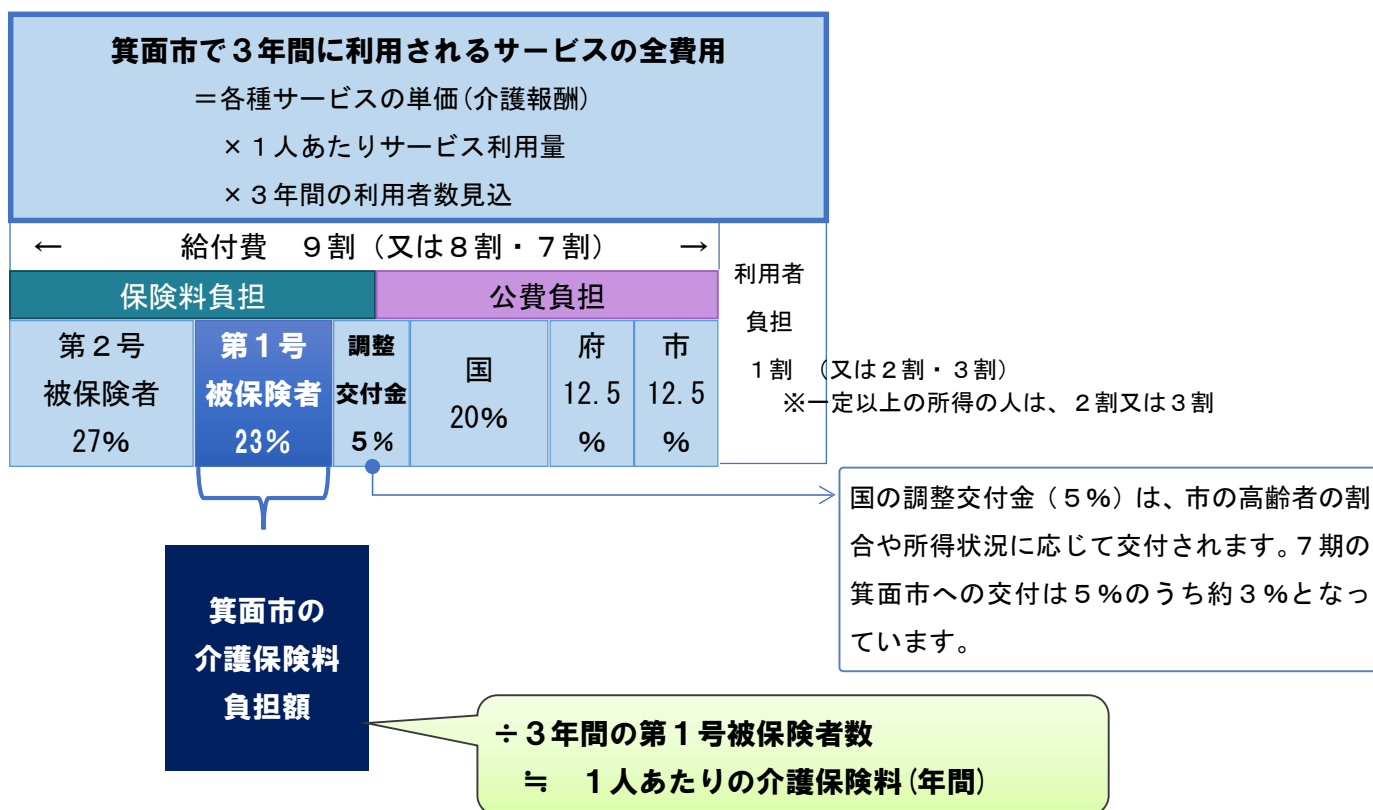 箕面市で３年間に利用されるサービスの全費用
＝各種サービスの単価(介護報酬)
×１人あたりサービス利用量
×３年間の利用者数見込
← 給付費　９割（又は８割・７割） →
利用者
負担
１割　（又は２割・３割）
※一定以上の所得の人は、２割又は３割
保険料負担
公費負担
第２号
被保険者
27%
第１号
被保険者
23%
調整
交付金
５%
国
20%
府
12.5
%
市
12.5
%
国の調整交付金（５%）は、市の高齢者の割
合や所得状況に応じて交付されます。７期の
箕面市への交付は５%のうち約３%となっ
ています。
箕面市の
介護保険料
負担額
÷３年間の第１号被保険者数
≒　１人あたりの介護保険料(年間)